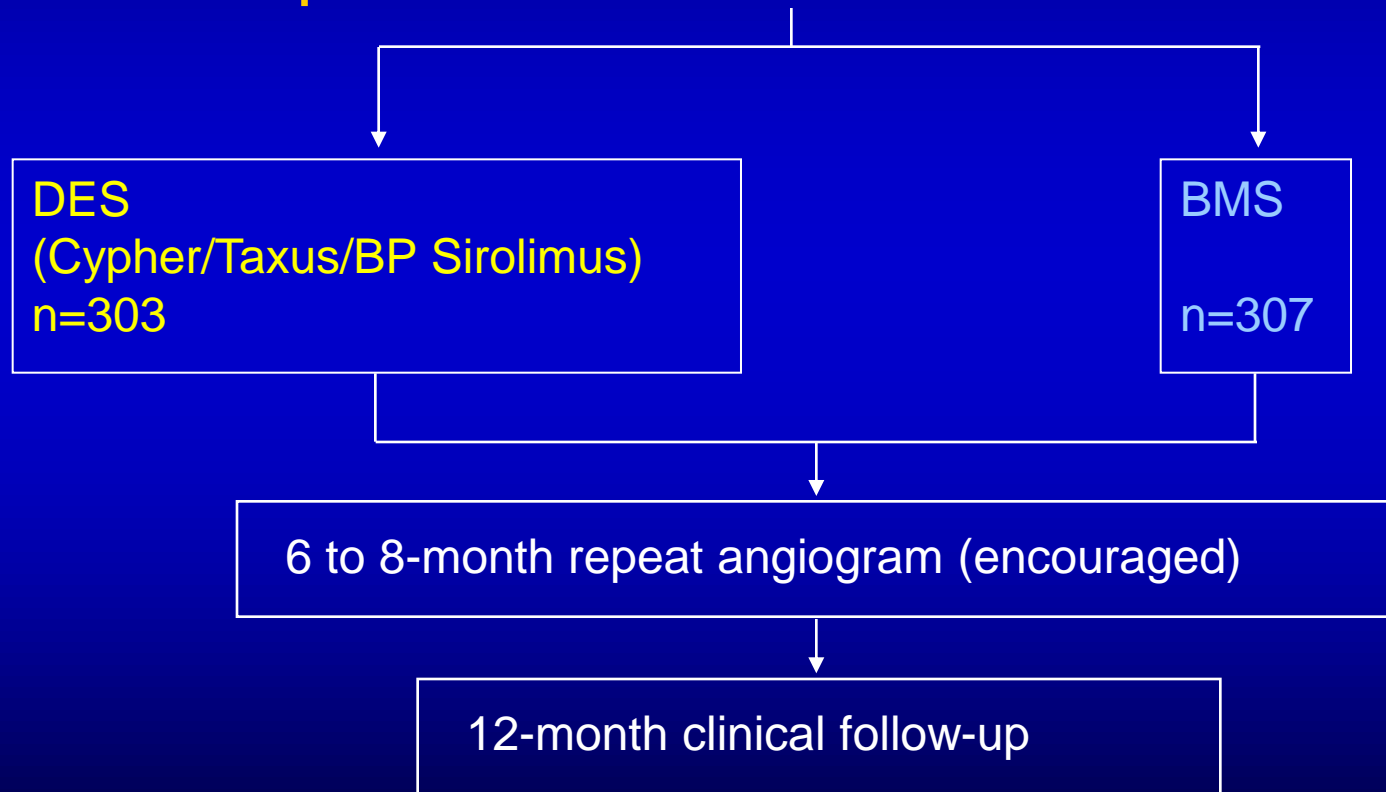 DES
(Cypher/Taxus/BP Sirolimus)
n=303
BMS
n=307
6 to 8-month repeat angiogram (encouraged)
12-month clinical follow-up